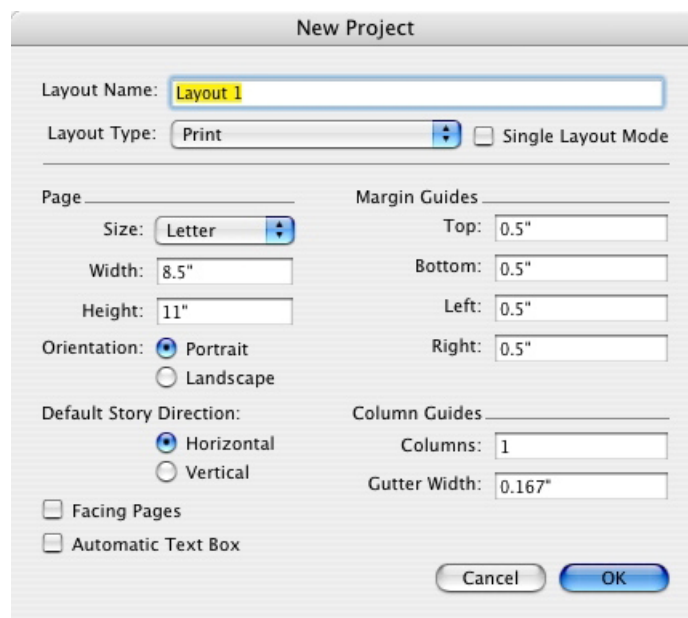 New Project
Layout Name: Layout 1
Layout Type: Print Single Layout Mode
Page
Size: Letter
Width: 8.5"
Height: 11"
Orientation: Portrait
Landscape
Default Story Direction:
Horizontal
Vertical
Facing Pages
Automatic Text Box
Margin Guides
Top: 0.5"
Bottom: 0.5"
Left: 0.5"
Right: 0.5"
Column Guides
Columns: 1
Gutter Width: 0.167"
Cancel OK